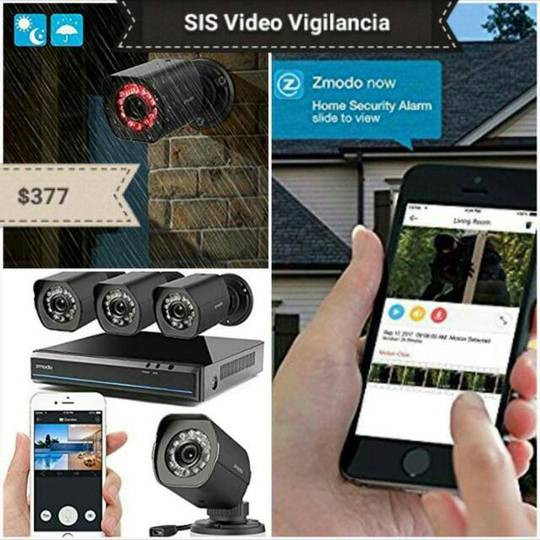 SIS Video Vigilancia
Zmodo now
Home Security Alarm
slide to view
$377
Living Room
Motion Clips
zmodo